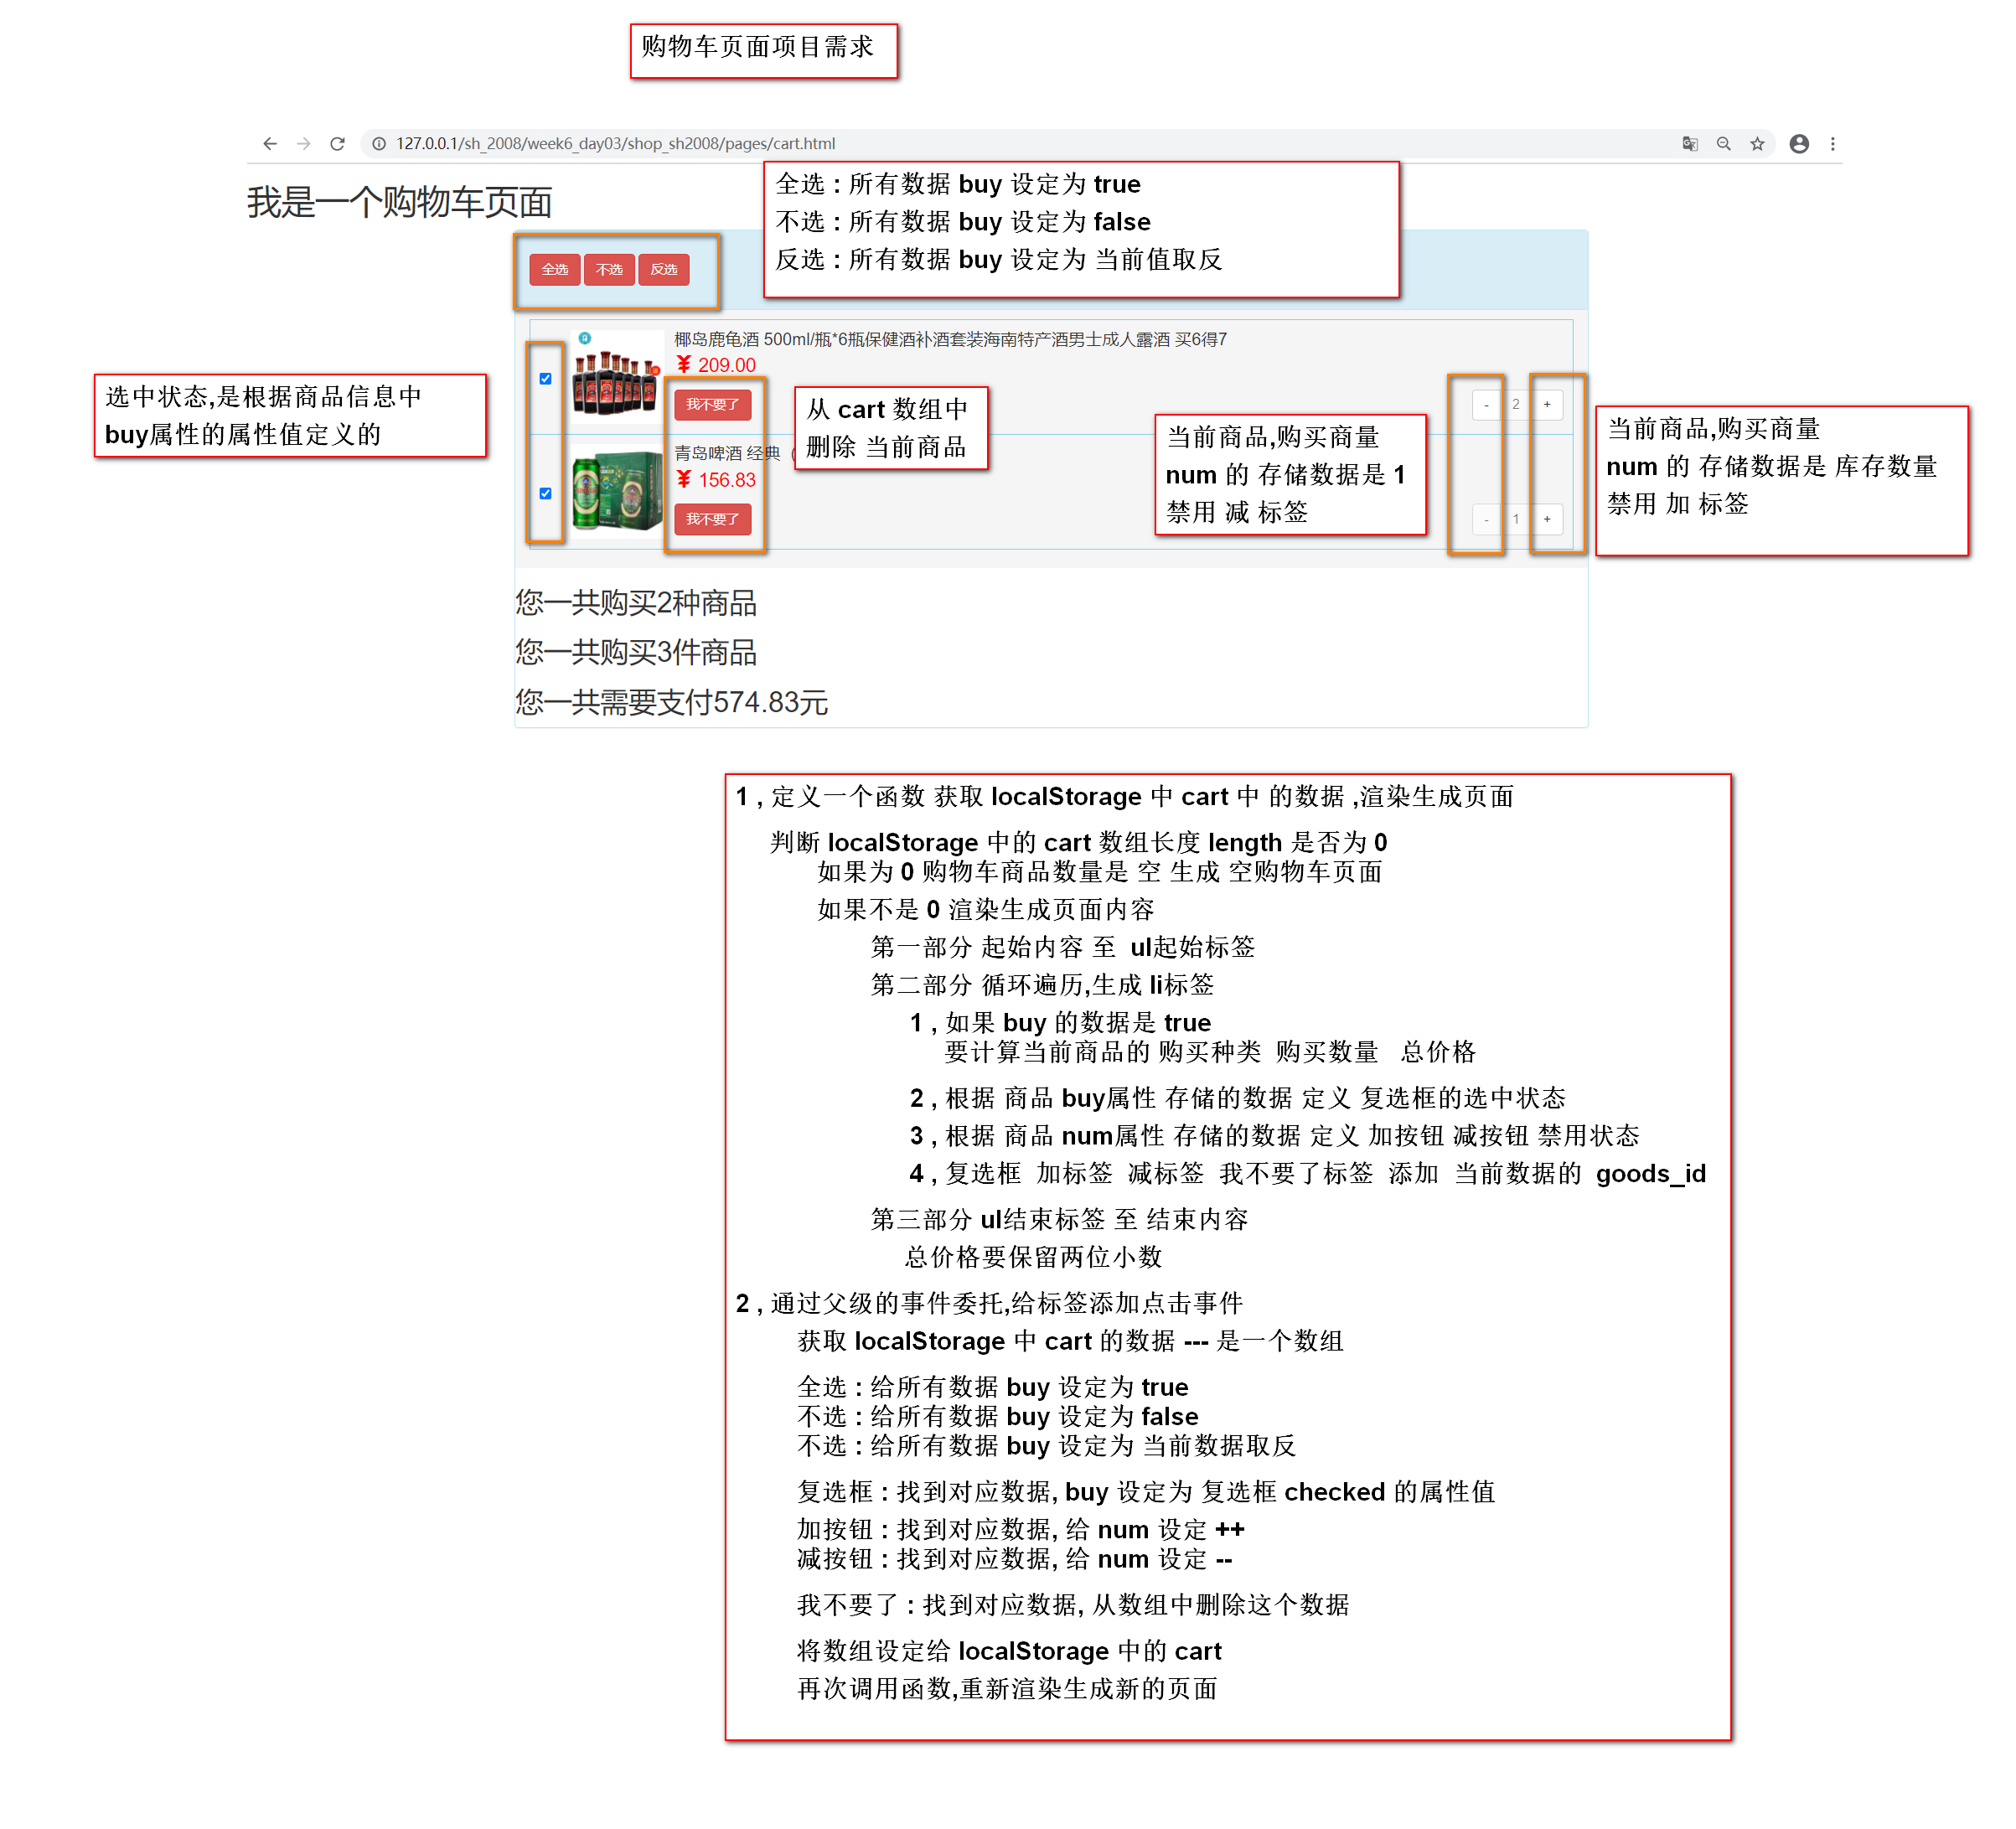 购物车页面项目需求
127.0.0.1/sh_2008/week6_day03/shop_sh2008/pages/cart.html
我是一个购物车页面
全选 : 所有数据 buy 设定为 true
不选 : 所有数据 buy 设定为 false
反选 : 所有数据 buy 设定为 当前值取反
全选 不选 反选
椰岛鹿龟酒 500ml/瓶*6瓶保健酒补酒套装海南特产酒男士成人露酒 买6得7
¥ 209.00
我不要了
- 2 +
选中状态,是根据商品信息中
buy属性的属性值定义的
从 cart 数组中
删除 当前商品
当前商品,购买商量
num 的 存储数据是 1
禁用 减 标签
当前商品,购买商量
num 的 存储数据是 库存数量
禁用 加 标签
青岛啤酒 经典（
¥ 156.83
我不要了
- 1 +
您一共购买2种商品
您一共购买3件商品
您一共需要支付574.83元
1 , 定义一个函数 获取 localStorage 中 cart 中 的数据 ,渲染生成页面
判断 localStorage 中的 cart 数组长度 length 是否为 0
如果为 0 购物车商品数量是 空 生成 空购物车页面
如果不是 0 渲染生成页面内容
第一部分 起始内容 至 ul起始标签
第二部分 循环遍历,生成 li标签
1 , 如果 buy 的数据是 true
要计算当前商品的 购买种类 购买数量 总价格
2 , 根据 商品 buy属性 存储的数据 定义 复选框的选中状态
3 , 根据 商品 num属性 存储的数据 定义 加按钮 减按钮 禁用状态
4 , 复选框 加标签 减标签 我不要了标签 添加 当前数据的 goods_id
第三部分 ul结束标签 至 结束内容
总价格要保留两位小数
2 , 通过父级的事件委托,给标签添加点击事件
获取 localStorage 中 cart 的数据 --- 是一个数组
全选 : 给所有数据 buy 设定为 true
不选 : 给所有数据 buy 设定为 false
不选 : 给所有数据 buy 设定为 当前数据取反
复选框 : 找到对应数据, buy 设定为 复选框 checked 的属性值
加按钮 : 找到对应数据, 给 num 设定 ++
减按钮 : 找到对应数据, 给 num 设定 --
我不要了 : 找到对应数据, 从数组中删除这个数据
将数组设定给 localStorage 中的 cart
再次调用函数,重新渲染生成新的页面